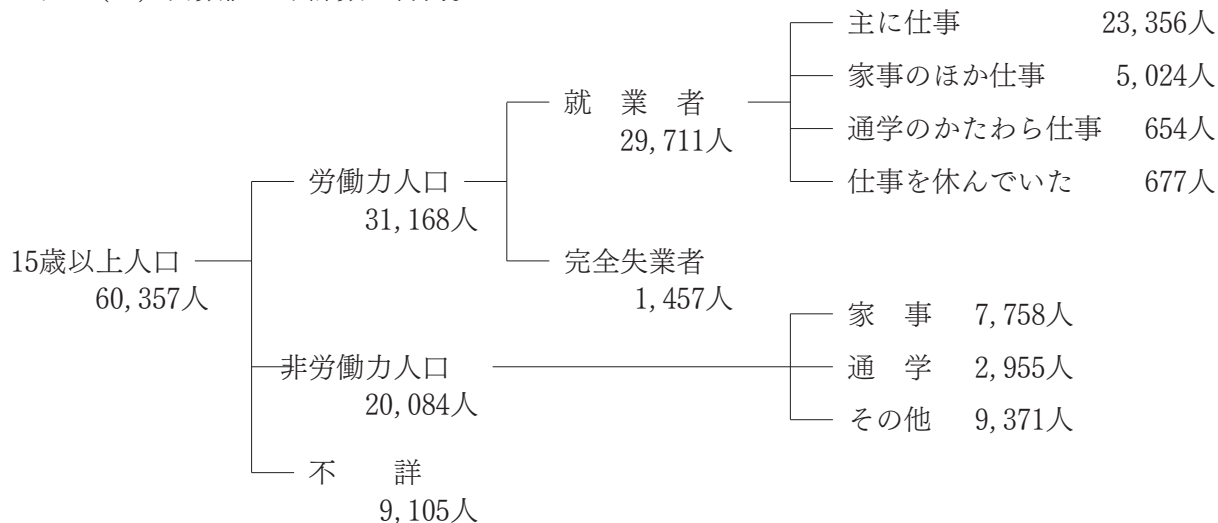 主に仕事 23,356人
家事のほか仕事 5,024人
就業者 通学のかたわら仕事 654人
29,711人
労働力人口 仕事を休んでいた 677人
31,168人
15歳以上人口 完全失業者
60,357人 1,457人
家事 7,758人
非労働力人口 通学 2,955人
20,084人
その他 9,371人
不詳
9,105人